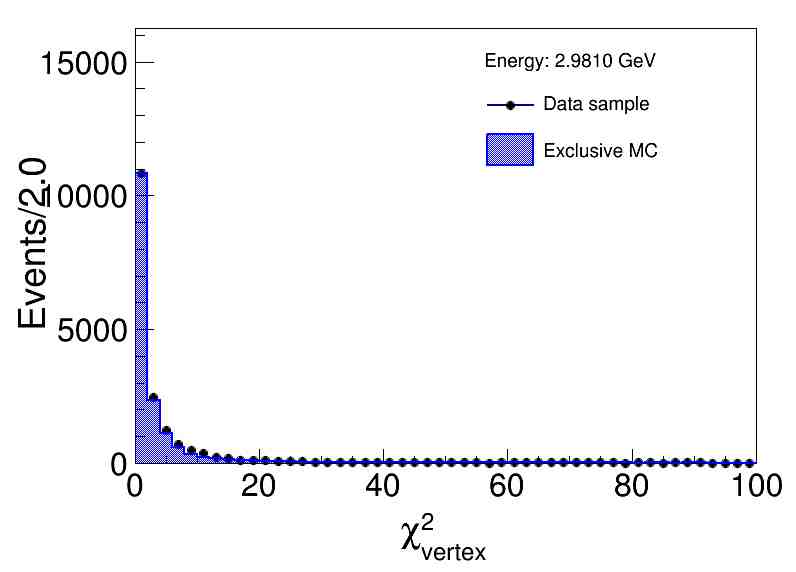 Energy: 2.9810 GeV
Data sample
Exclusive MC
Events/2.0
15000
10000
5000
0
0 20 40 60 80 100
χ²vertex